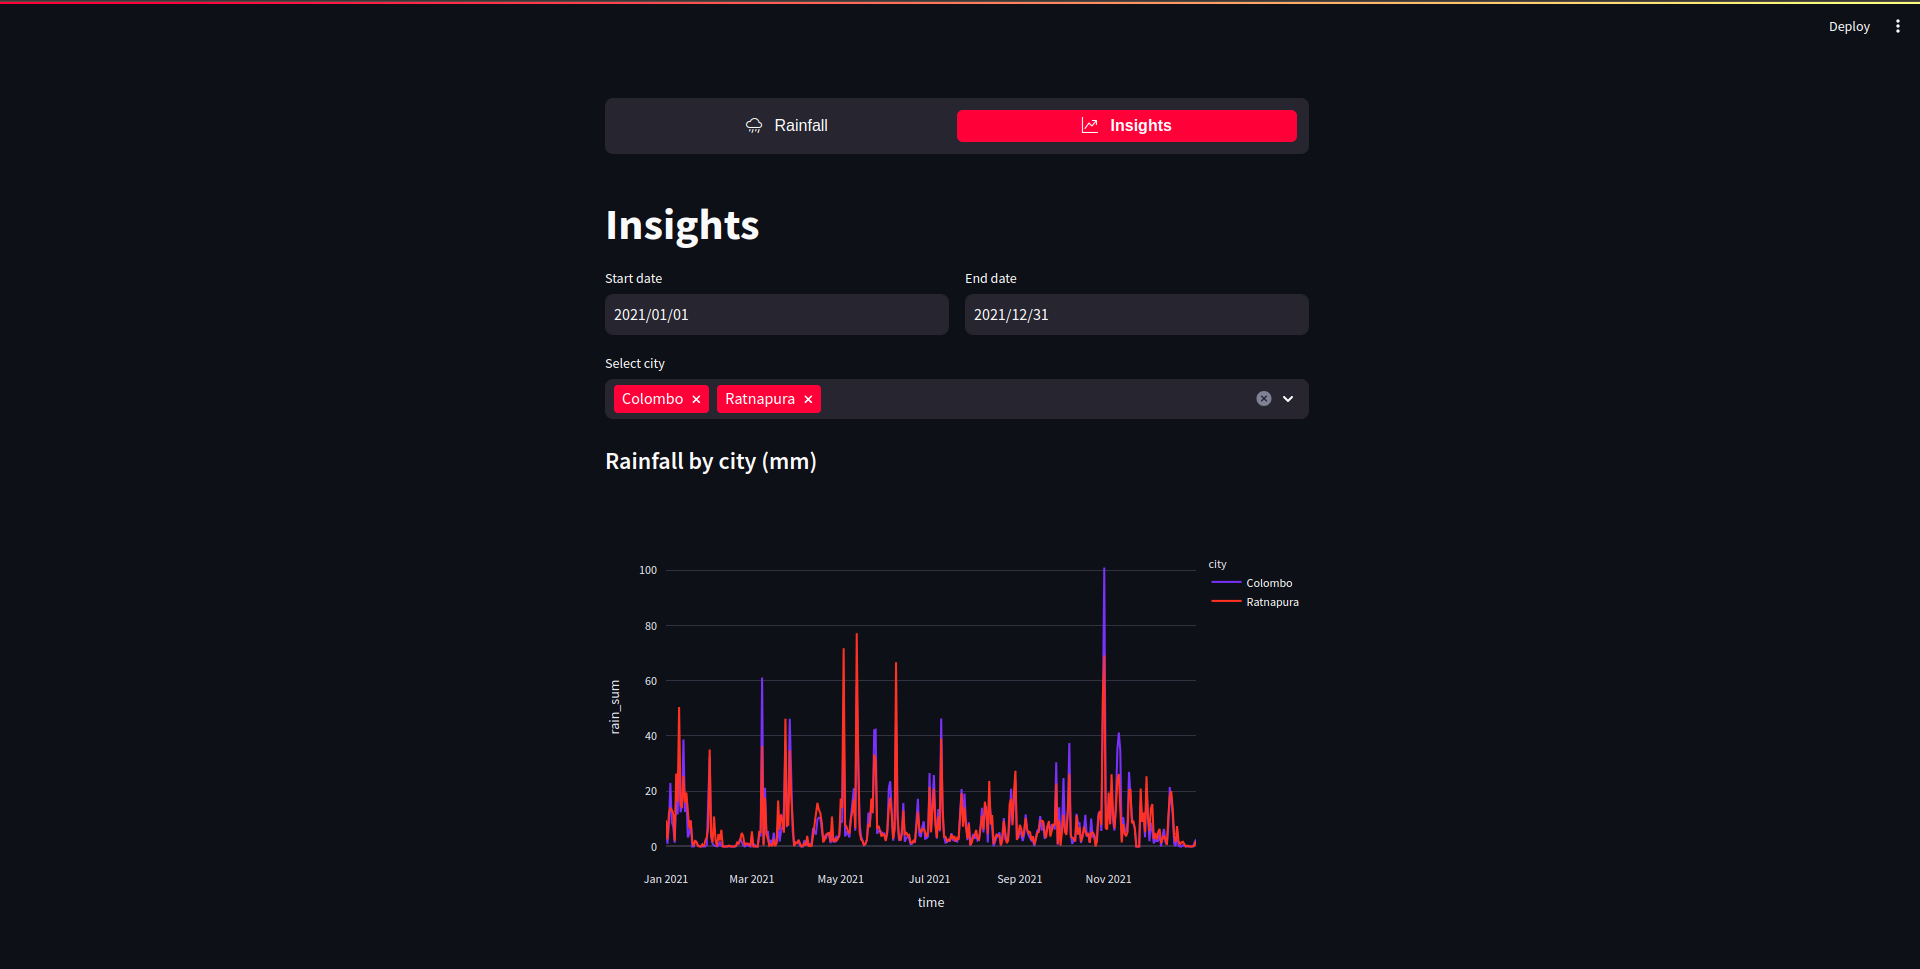 Deploy
Rainfall
Insights
Insights
Start date
End date
2021/01/01
2021/12/31
Select city
Colombo
Ratnapura
Rainfall by city (mm)
city
Colombo
Ratnapura
100
80
60
40
20
0
rain_sum
Jan 2021
Mar 2021
May 2021
Jul 2021
Sep 2021
Nov 2021
time